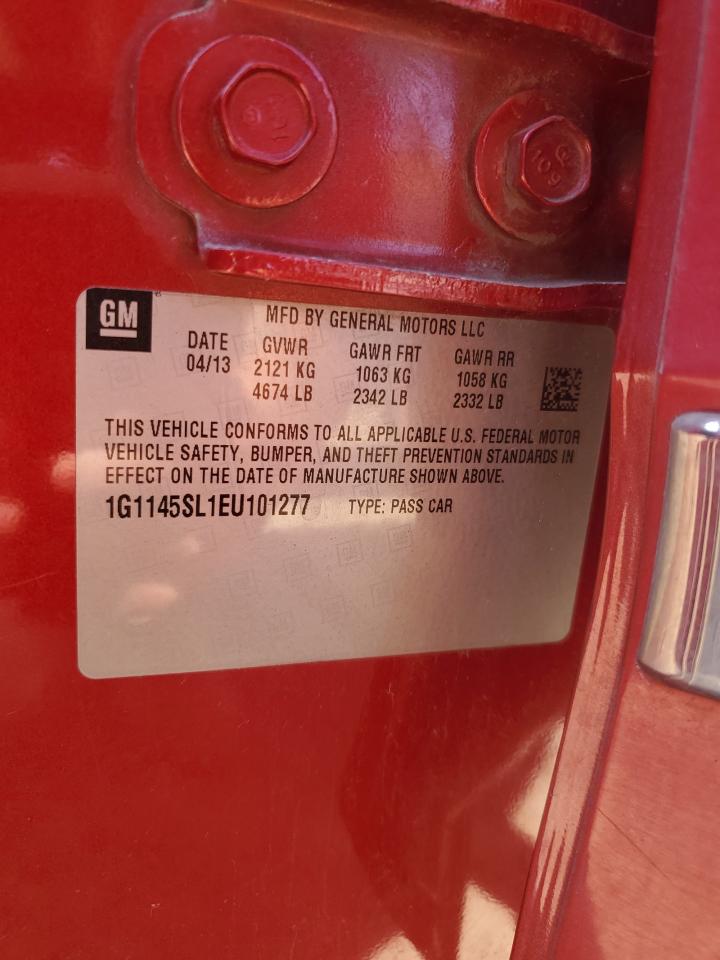 GM
MFD BY GENERAL MOTORS LLC
DATE GVWR GAWR FRT GAWR RR
04/13 2121 KG 1063 KG 1058 KG
4674 LB 2342 LB 2332 LB
THIS VEHICLE CONFORMS TO ALL APPLICABLE U.S. FEDERAL MOTOR
VEHICLE SAFETY, BUMPER, AND THEFT PREVENTION STANDARDS IN
EFFECT ON THE DATE OF MANUFACTURE SHOWN ABOVE.
1G1145SL1EU101277 TYPE: PASS CAR